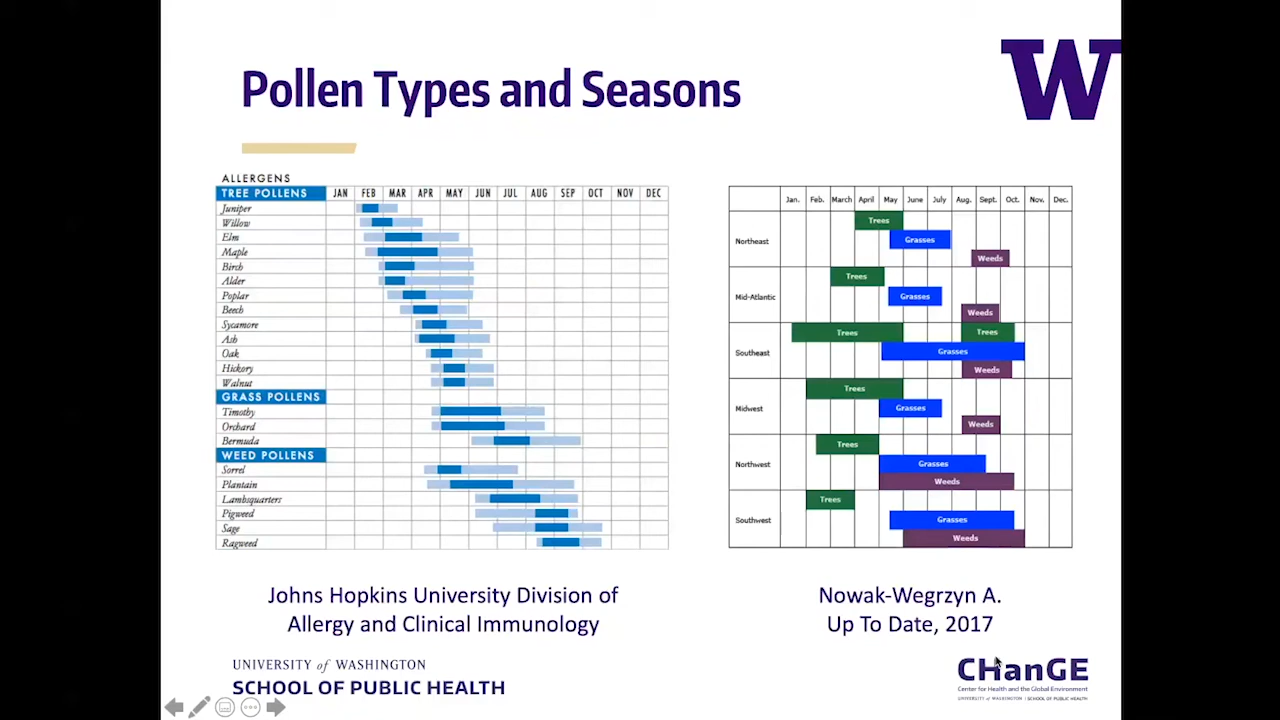 Pollen Types and Seasons
W
ALLERGENS
TREE POLLENS JAN FEB MAR APR MAY JUN JUL AUG SEP OCT NOV DEC
Juniper
Willow
Elm
Maple
Birch
Alder
Poplar
Beech
Sycamore
Ash
Oak
Hickory
Walnut
GRASS POLLENS
Timothy
Orchard
Bermuda
WEED POLLENS
Sorrel
Plantain
Lambsquarters
Pigweed
Sage
Ragweed
Jan. Feb. March April May June July Aug. Sept. Oct. Nov. Dec.
Trees
Northeast Grasses
Weeds
Trees
Mid-Atlantic Grasses
Weeds
Trees Trees
Southeast Grasses
Weeds
Trees
Midwest Grasses
Weeds
Trees
Northwest Grasses
Weeds
Trees
Southwest Grasses
Weeds
Johns Hopkins University Division of
Allergy and Clinical Immunology
Nowak-Wegrzyn A.
Up To Date, 2017
UNIVERSITY of WASHINGTON
SCHOOL OF PUBLIC HEALTH
CHanGE
Center for Health and the Global Environment
UNIVERSITY of WASHINGTON | SCHOOL OF PUBLIC HEALTH